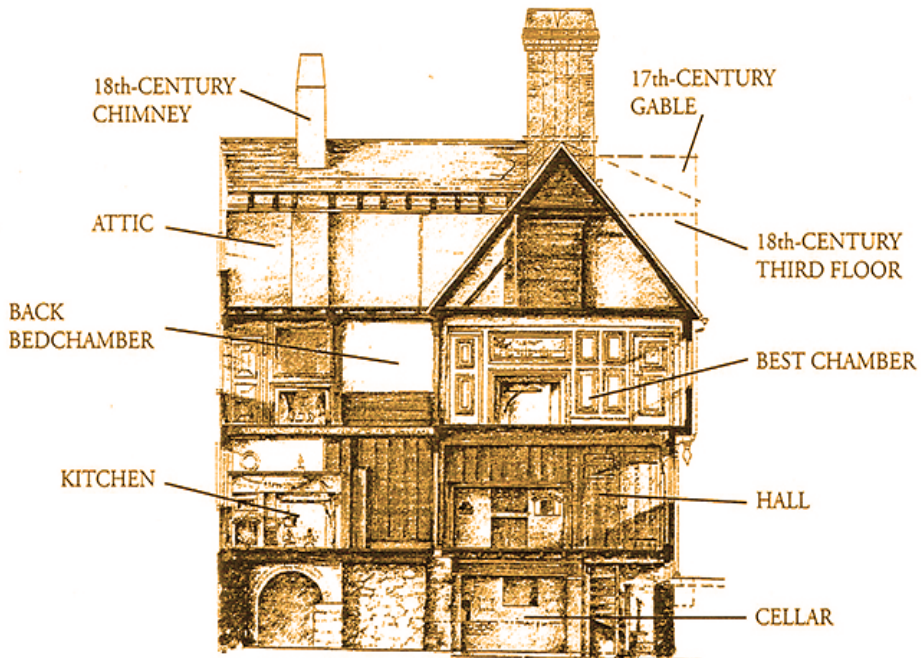 18th-CENTURY
CHIMNEY
17th-CENTURY
GABLE
ATTIC
18th-CENTURY
THIRD FLOOR
BACK
BEDCHAMBER
BEST CHAMBER
KITCHEN
HALL
CELLAR